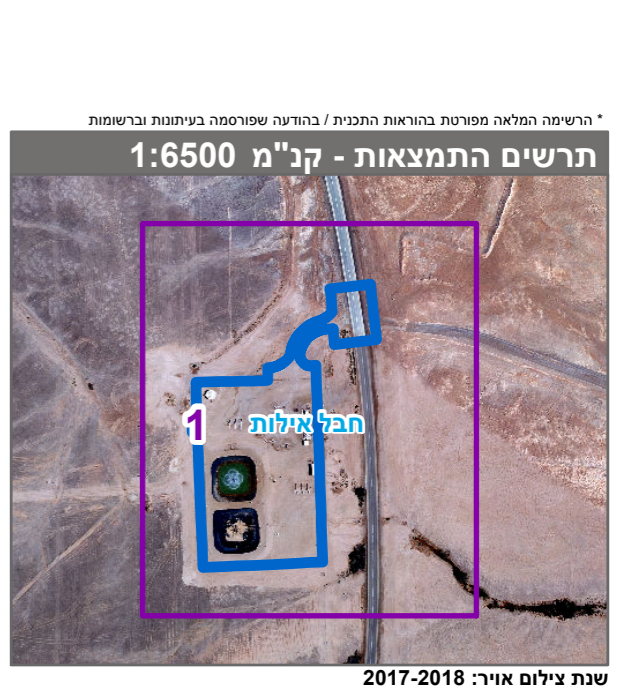 * הרשימה המלאה מפורטת בהוראות התכנית / בהודעה שפורסמה בעיתונות וברשומות
תרשים התמצאות - קנ"מ 1:6500
חבל אילות
1
שנת צילום אויר: 2017-2018